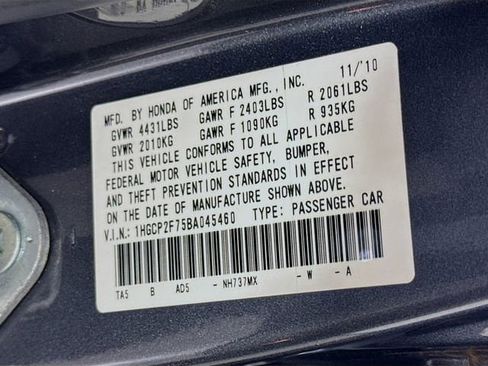 MFD. BY HONDA OF AMERICA MFG., INC. 11/'10
GVWR 4431LBS GAWR F 2403LBS R 2061LBS
GVWR 2010KG GAWR F 1090KG R 935KG
THIS VEHICLE CONFORMS TO ALL APPLICABLE
FEDERAL MOTOR VEHICLE SAFETY, BUMPER,
AND THEFT PREVENTION STANDARDS IN EFFECT
ON THE DATE OF MANUFACTURE SHOWN ABOVE.
V.I.N.: 1HGCP2F75BA045460 TYPE: PASSENGER CAR
TA5 B AD5 - NH737MX - W - A